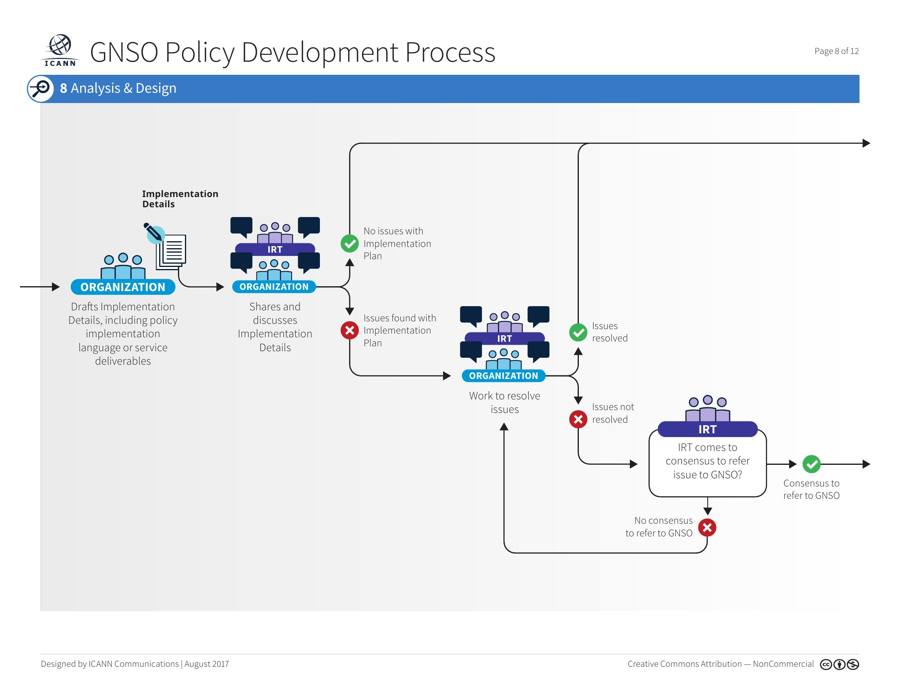 ICANN
GNSO Policy Development Process
Page 8 of 12
8 Analysis & Design
Implementation
Details
ORGANIZATION
Drafts Implementation
Details, including policy
implementation
language or service
deliverables
IRT
ORGANIZATION
Shares and
discusses
Implementation
Details
No issues with
Implementation
Plan
Issues found with
Implementation
Plan
IRT
ORGANIZATION
Work to resolve
issues
Issues
resolved
Issues not
resolved
IRT
IRT comes to
consensus to refer
issue to GNSO?
Consensus to
refer to GNSO
No consensus
to refer to GNSO
Designed by ICANN Communications | August 2017
Creative Commons Attribution — NonCommercial